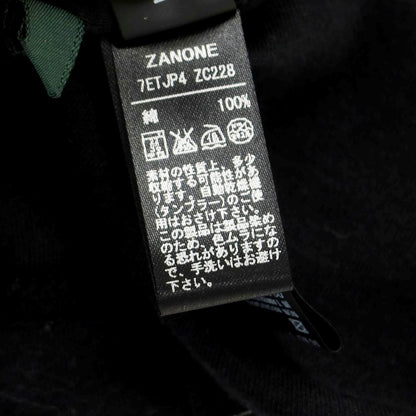 ZANONE
7ETJP4 ZC228
綿 100%
素材の性質上、多少
収縮する可能性があ
ります。自動乾燥機
(タンブラー)のご使
用はおさけ下さい。
この製品は製品染め
のため、色ムラにな
る恐れがありますの
で、手洗いはお避け
下さい。